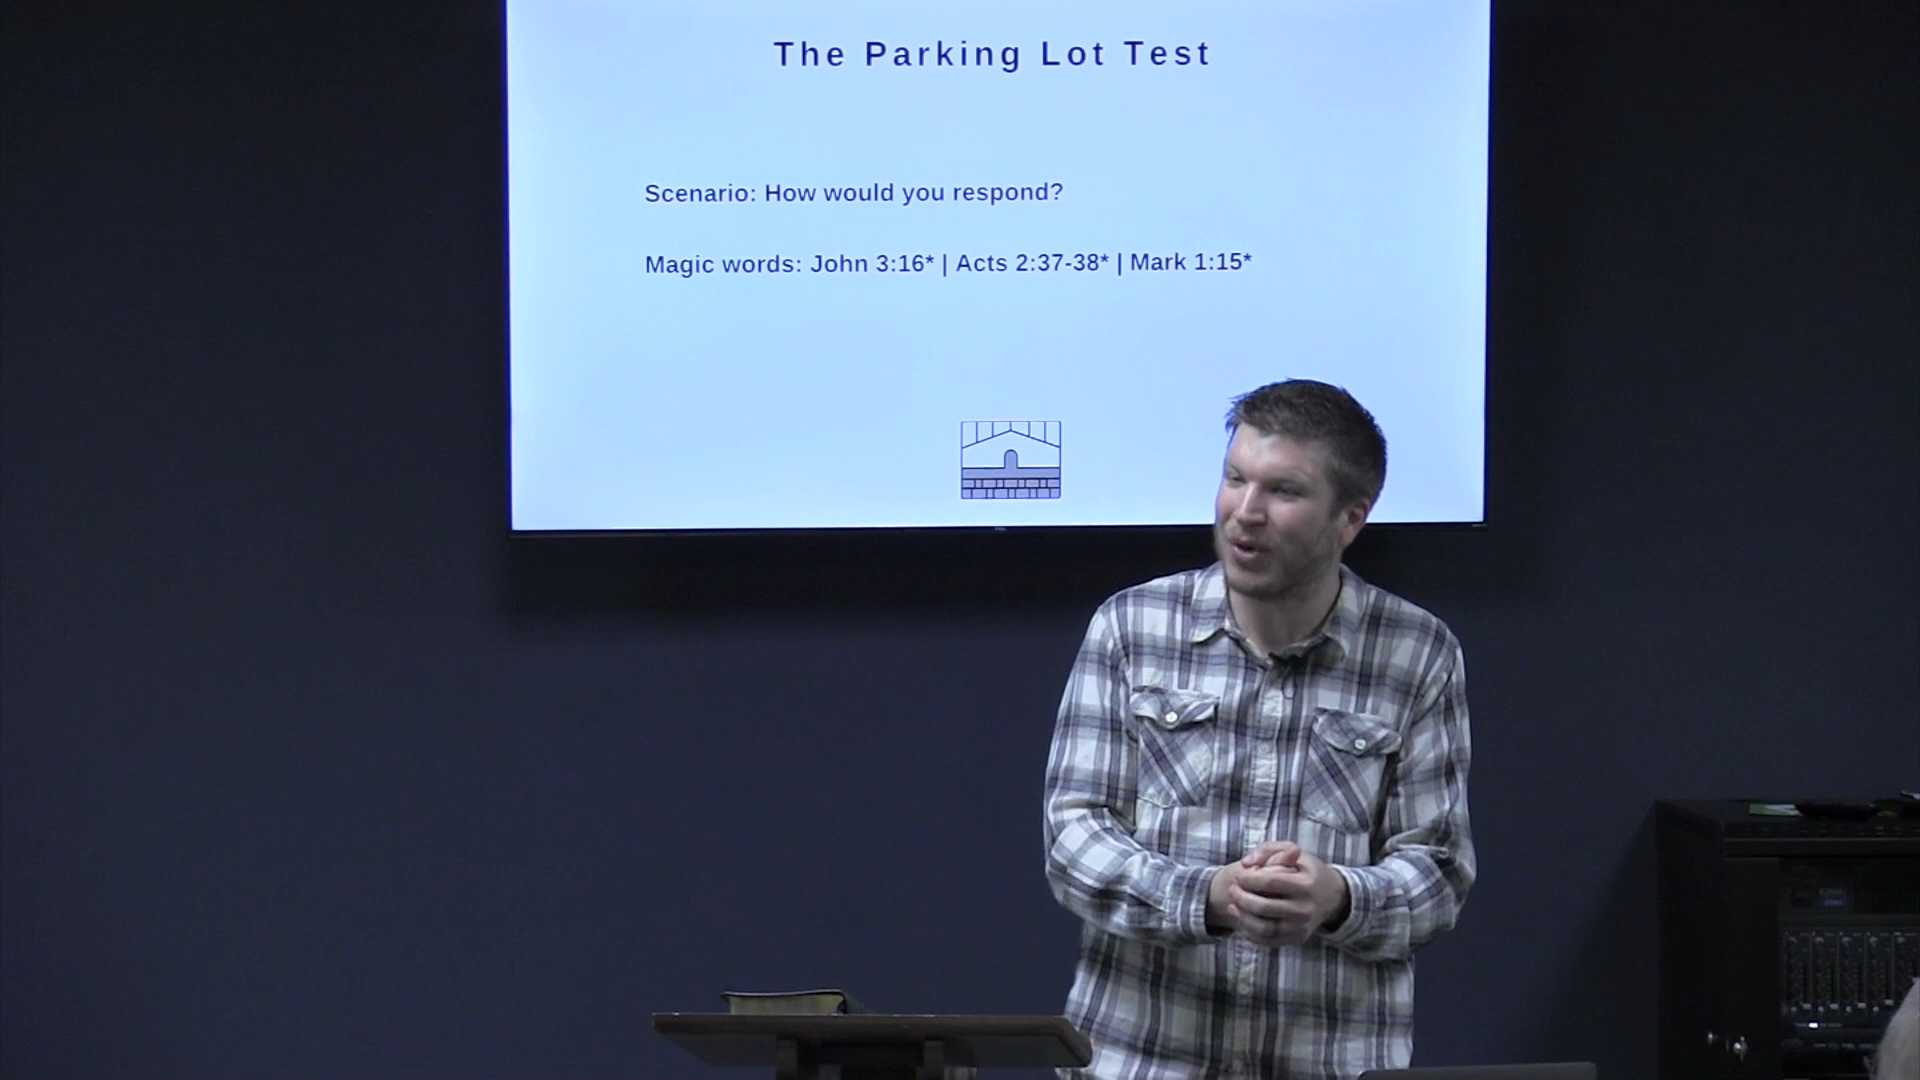 The Parking Lot Test
Scenario: How would you respond?
Magic words: John 3:16* | Acts 2:37-38* | Mark 1:15*